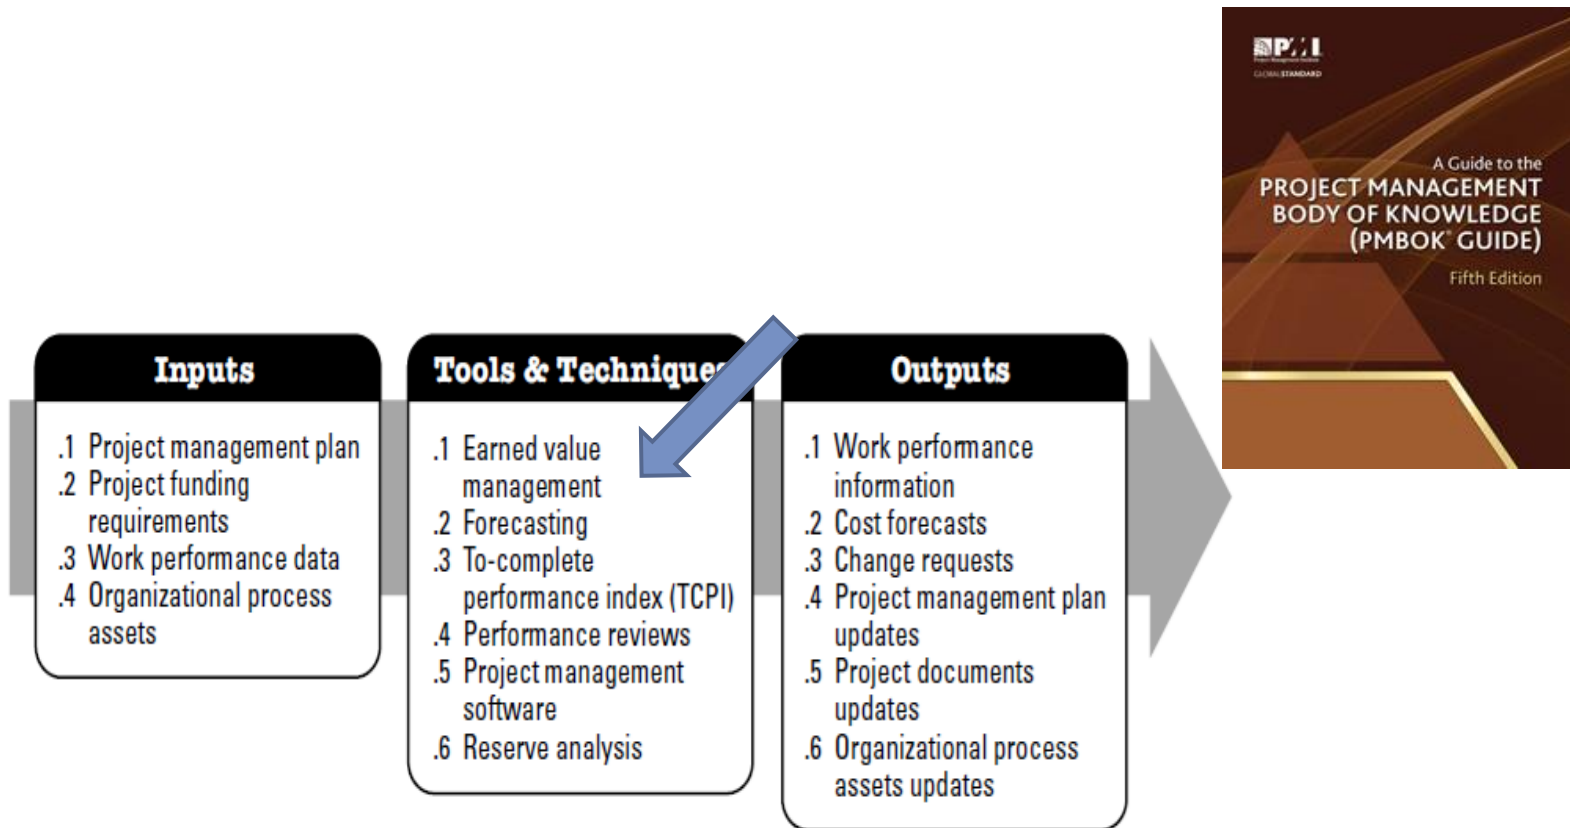 PMI
GLOBALSTANDARD
A Guide to the
PROJECT MANAGEMENT
BODY OF KNOWLEDGE
(PMBOK® GUIDE)
Fifth Edition
Inputs
.1 Project management plan
.2 Project funding
requirements
.3 Work performance data
.4 Organizational process
assets
Tools & Techniques
.1 Earned value
management
.2 Forecasting
.3 To-complete
performance index (TCPI)
.4 Performance reviews
.5 Project management
software
.6 Reserve analysis
Outputs
.1 Work performance
information
.2 Cost forecasts
.3 Change requests
.4 Project management plan
updates
.5 Project documents
updates
.6 Organizational process
assets updates